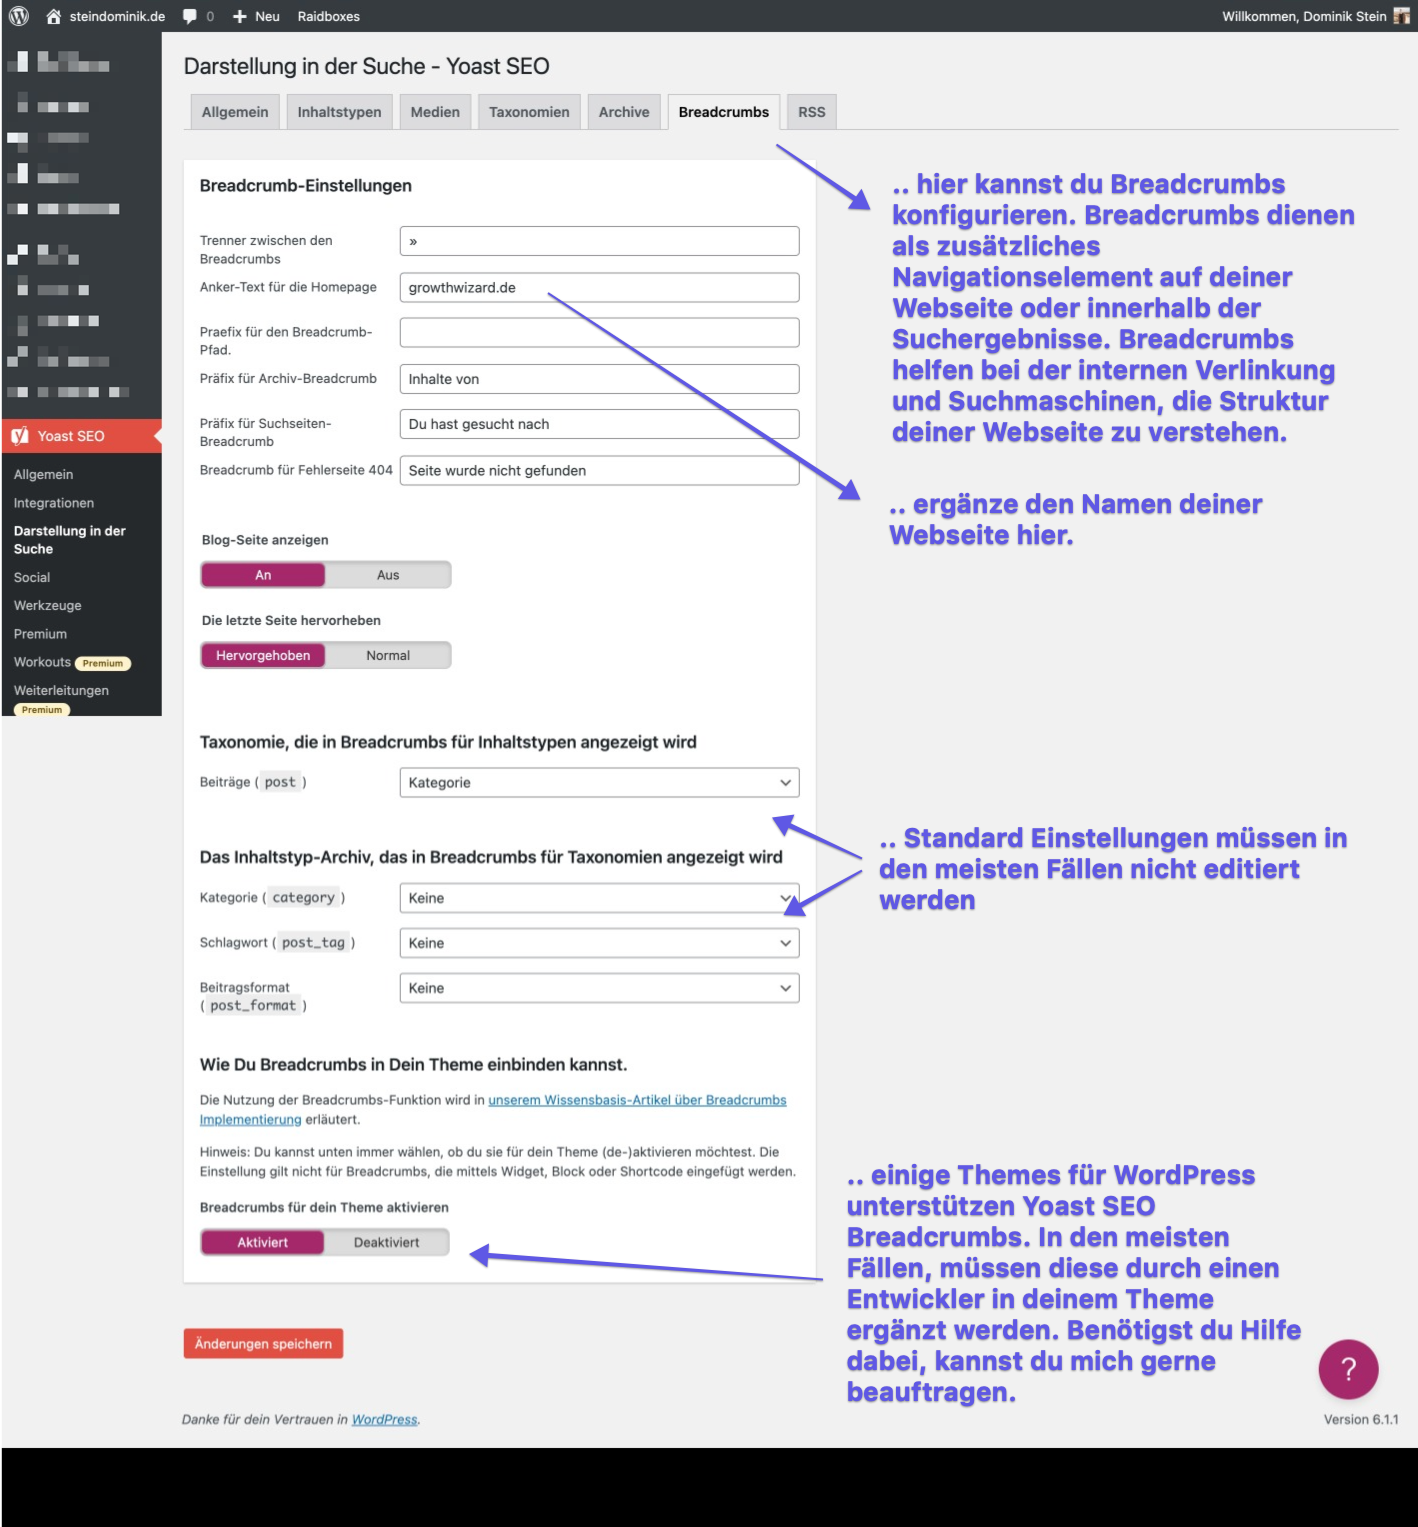 steindominik.de 0 + Neu Raidboxes Willkommen, Dominik Stein
Darstellung in der Suche - Yoast SEO
Allgemein Inhaltstypen Medien Taxonomien Archive Breadcrumbs RSS
Breadcrumb-Einstellungen
Trenner zwischen den
Breadcrumbs
»
Anker-Text für die Homepage
growthwizard.de
Praefix für den Breadcrumb-
Pfad.
Präfix für Archiv-Breadcrumb
Inhalte von
Präfix für Suchseiten-
Breadcrumb
Du hast gesucht nach
Breadcrumb für Fehlerseite 404
Seite wurde nicht gefunden
Blog-Seite anzeigen
An Aus
Die letzte Seite hervorheben
Hervorgehoben Normal
Taxonomie, die in Breadcrumbs für Inhaltstypen angezeigt wird
Beiträge ( post )
Kategorie
Das Inhaltstyp-Archiv, das in Breadcrumbs für Taxonomien angezeigt wird
Kategorie ( category )
Keine
Schlagwort ( post_tag )
Keine
Beitragsformat
( post_format )
Keine
Wie Du Breadcrumbs in Dein Theme einbinden kannst.
Die Nutzung der Breadcrumbs-Funktion wird in unserem Wissensbasis-Artikel über Breadcrumbs
Implementierung erläutert.
Hinweis: Du kannst unten immer wählen, ob du sie für dein Theme (de-)aktivieren möchtest. Die
Einstellung gilt nicht für Breadcrumbs, die mittels Widget, Block oder Shortcode eingefügt werden.
Breadcrumbs für dein Theme aktivieren
Aktiviert Deaktiviert
Änderungen speichern
Danke für dein Vertrauen in WordPress.
Yoast SEO
Allgemein
Integrationen
Darstellung in der
Suche
Social
Werkzeuge
Premium
Workouts Premium
Weiterleitungen
Premium
.. hier kannst du Breadcrumbs
konfigurieren. Breadcrumbs dienen
als zusätzliches
Navigationselement auf deiner
Webseite oder innerhalb der
Suchergebnisse. Breadcrumbs
helfen bei der internen Verlinkung
und Suchmaschinen, die Struktur
deiner Webseite zu verstehen.
.. ergänze den Namen deiner
Webseite hier.
.. Standard Einstellungen müssen in
den meisten Fällen nicht editiert
werden
.. einige Themes für WordPress
unterstützen Yoast SEO
Breadcrumbs. In den meisten
Fällen, müssen diese durch einen
Entwickler in deinem Theme
ergänzt werden. Benötigst du Hilfe
dabei, kannst du mich gerne
beauftragen.
?
Version 6.1.1